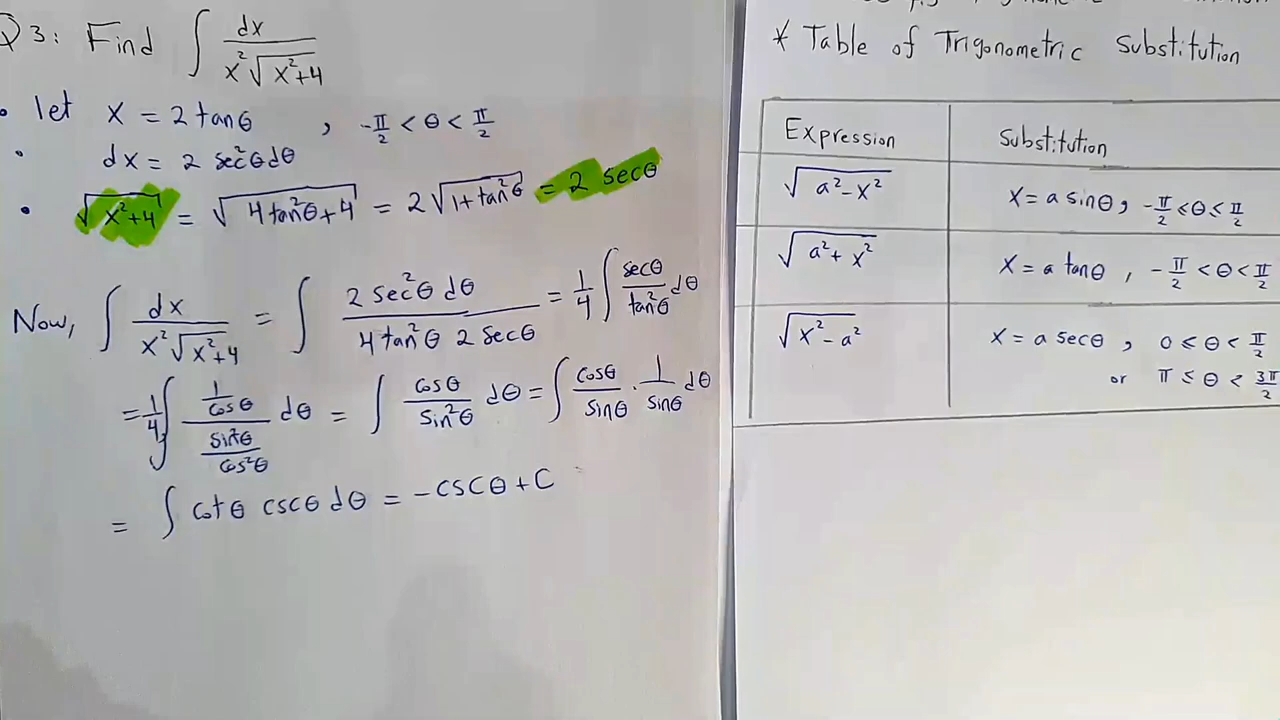 Q3: Find ∫ dx / x²√x²+4
• let x = 2 tanθ , -π/2 < θ < π/2
• dx = 2 sec²θ dθ
• √x²+4 = √4tan²θ+4 = 2√1+tan²θ = 2 secθ
Now, ∫ dx / x²√x²+4 = ∫ 2 sec²θ dθ / 4tan²θ 2 secθ = 1/4 ∫ secθ / tan²θ dθ
= 1/4 ∫ (1/cosθ) / (sin²θ/cos²θ) dθ = ∫ cosθ / sin²θ dθ = ∫ cosθ / sinθ · 1 / sinθ dθ
= ∫ cotθ cscθ dθ = -cscθ + C
* Table of Trigonometric Substitution
Expression Substitution
√a²-x² x = a sinθ, -π/2 ≤ θ ≤ π/2
√a²+x² x = a tanθ , -π/2 < θ < π/2
√x²-a² x = a secθ , 0 ≤ θ < π/2
or π ≤ θ < 3π/2